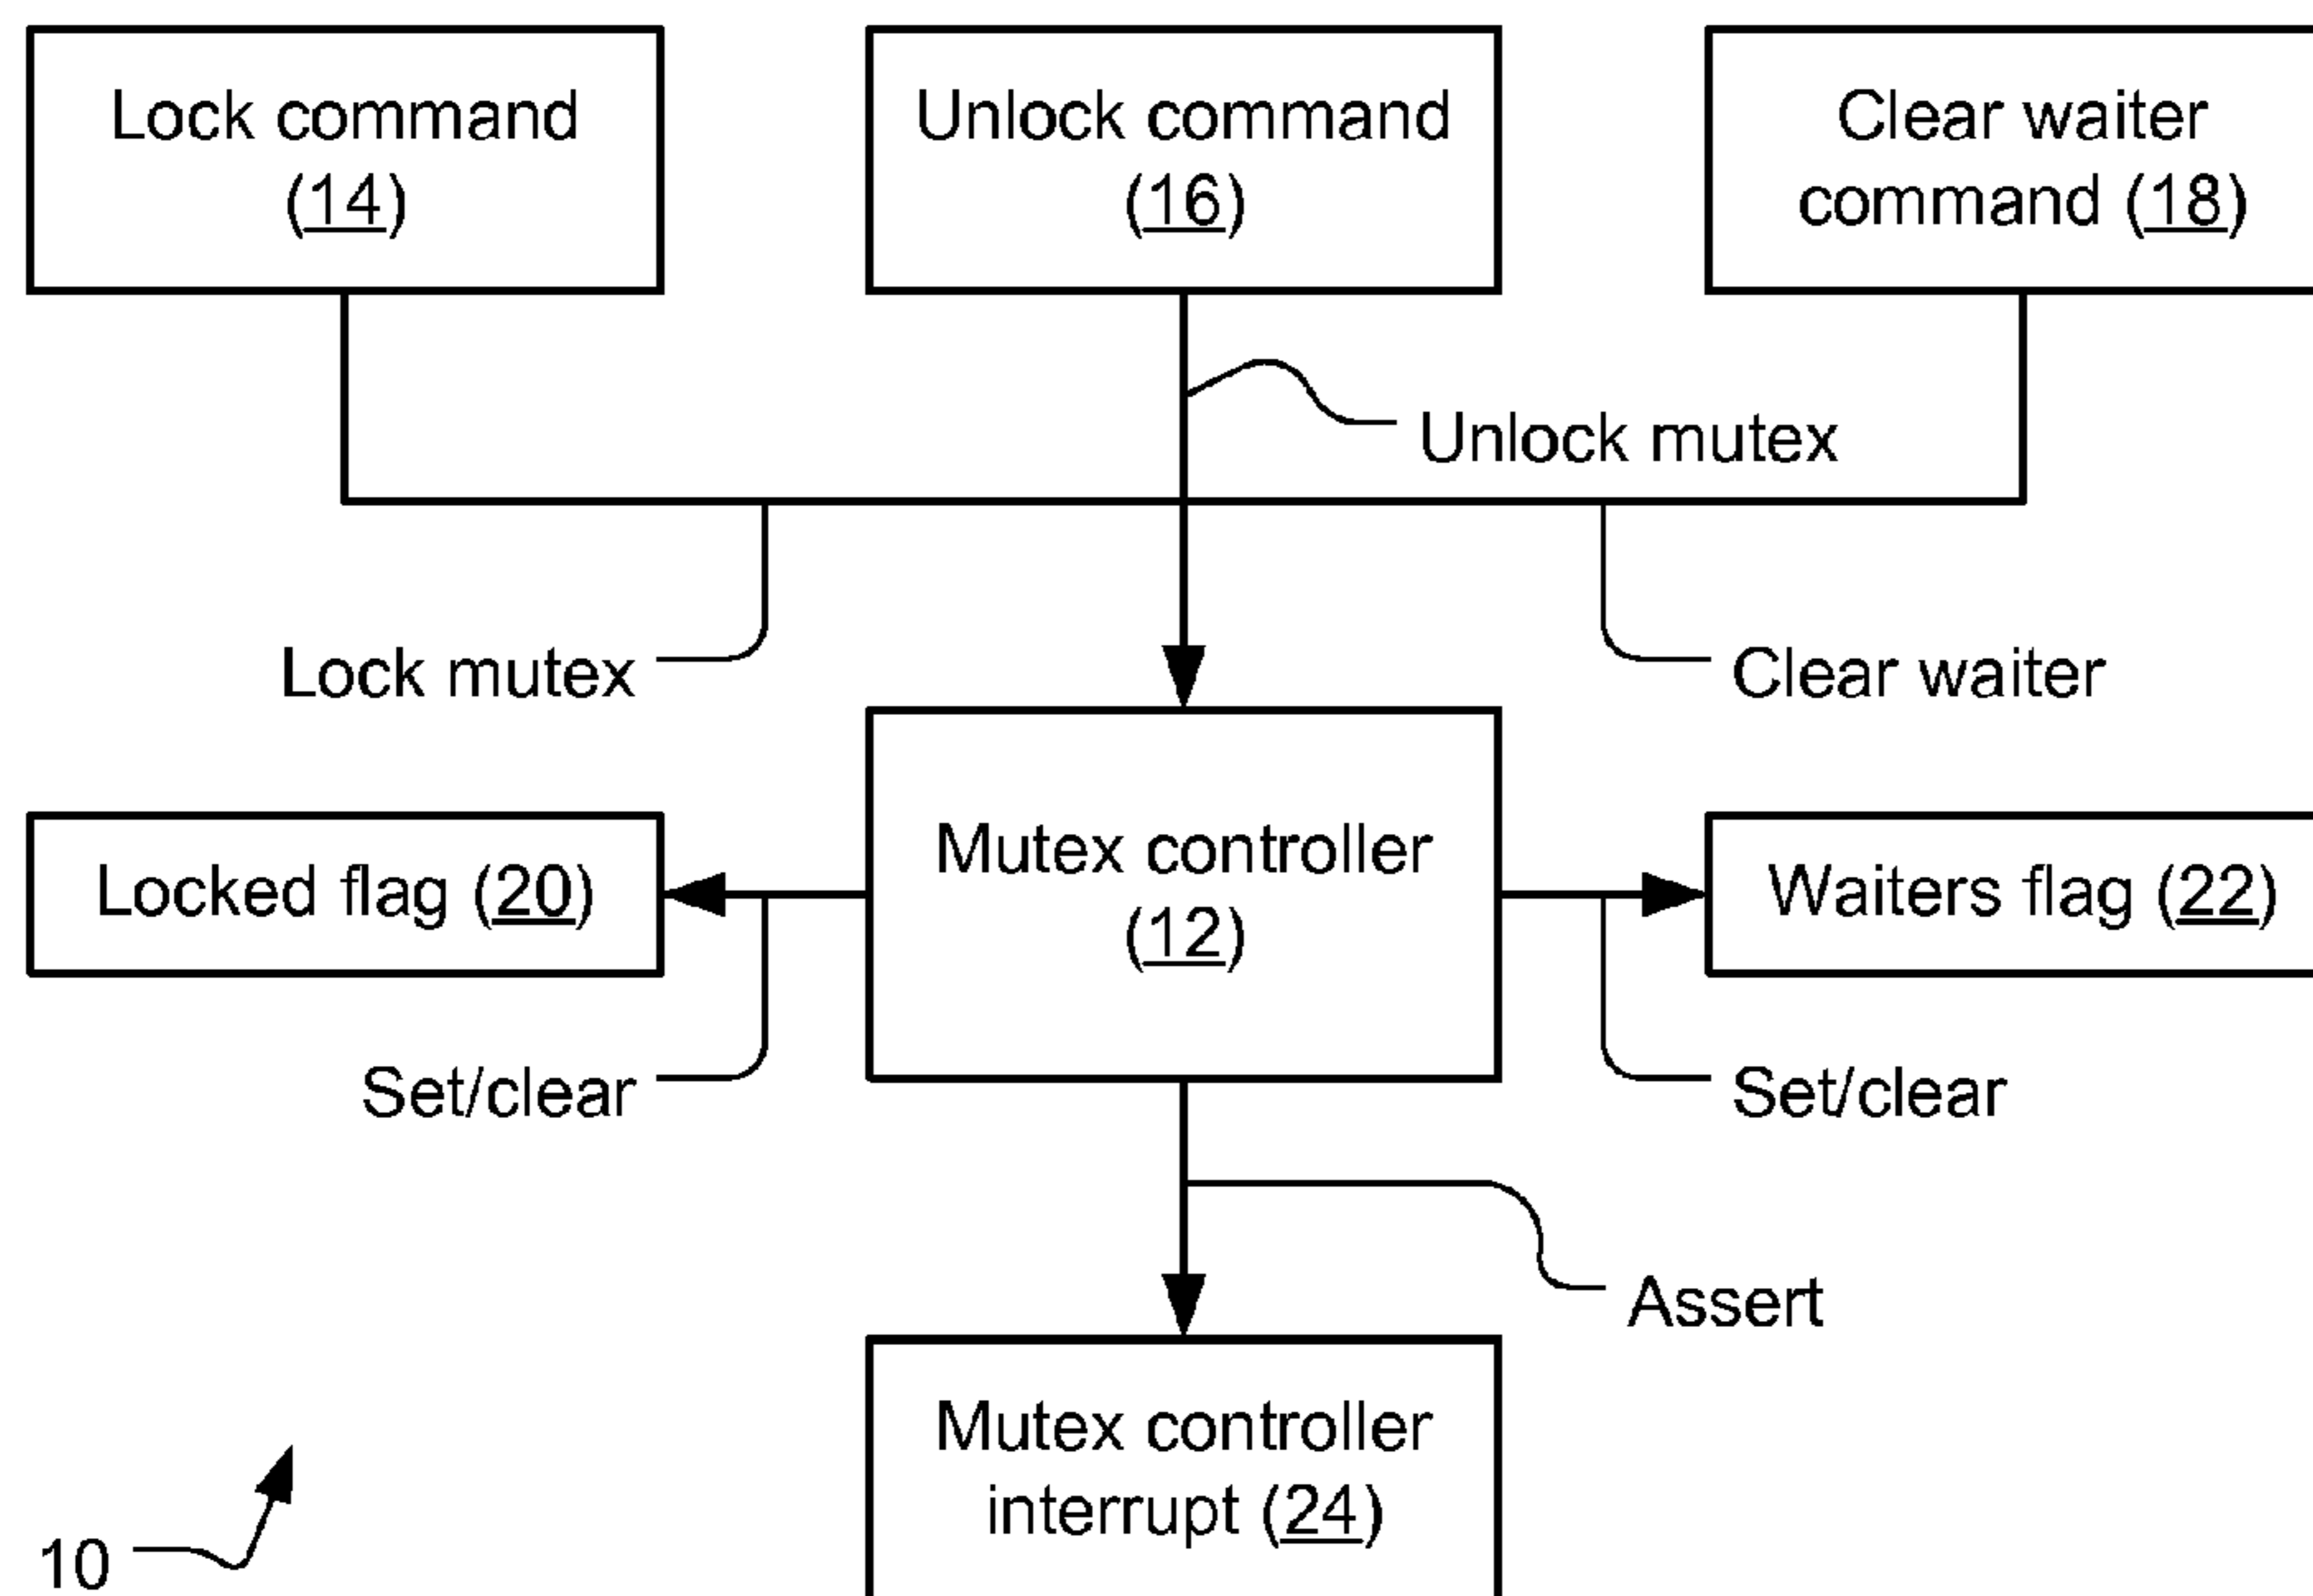 Lock command
(14)
Unlock command
(16)
Clear waiter
command (18)
Unlock mutex
Lock mutex
Clear waiter
Mutex controller
(12)
Locked flag (20)
Waiters flag (22)
Set/clear
Set/clear
Assert
Mutex controller
interrupt (24)
10